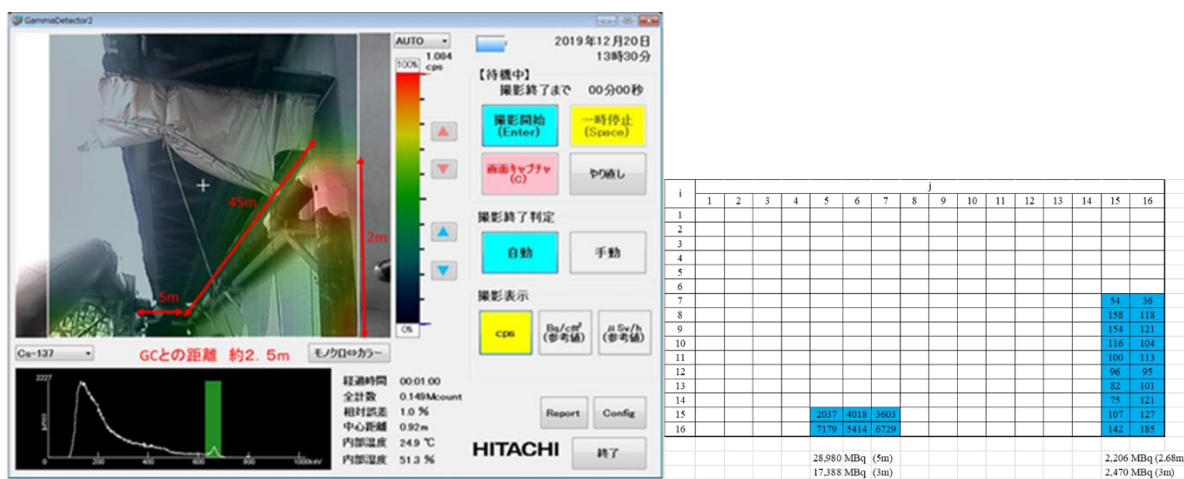 GammaDetector2
AUTO
1.084
100% cps
0%
45m
5m
2m
Cs-137
GCとの距離 約2.5m
モノクロ⇔カラー
2227
0 200 400 600 800 1000keV
2019年12月20日
13時30分
【待機中】
撮影終了まで 00分00秒
撮影開始
(Enter)
一時停止
(Space)
画面キャプチャ
(C)
やり直し
撮影終了判定
自動 手動
撮影表示
cps
Bq/c㎡
(参考値)
μSv/h
(参考値)
経過時間 00:01:00
全計数 0.149Mcount
相対誤差 1.0 %
中心距離 0.92m
内部温度 24.9 ℃
内部湿度 51.3 %
Report Config
HITACHI
終了
i j
1 2 3 4 5 6 7 8 9 10 11 12 13 14 15 16
1
2
3
4
5
6
7 54 36
8 158 118
9 154 121
10 116 104
11 100 113
12 96 95
13 82 101
14 75 121
15 2037 4018 3603 107 127
16 7179 5414 6729 142 185
28,980 MBq (5m) 2,206 MBq (2.68m
17,388 MBq (3m) 2,470 MBq (3m)